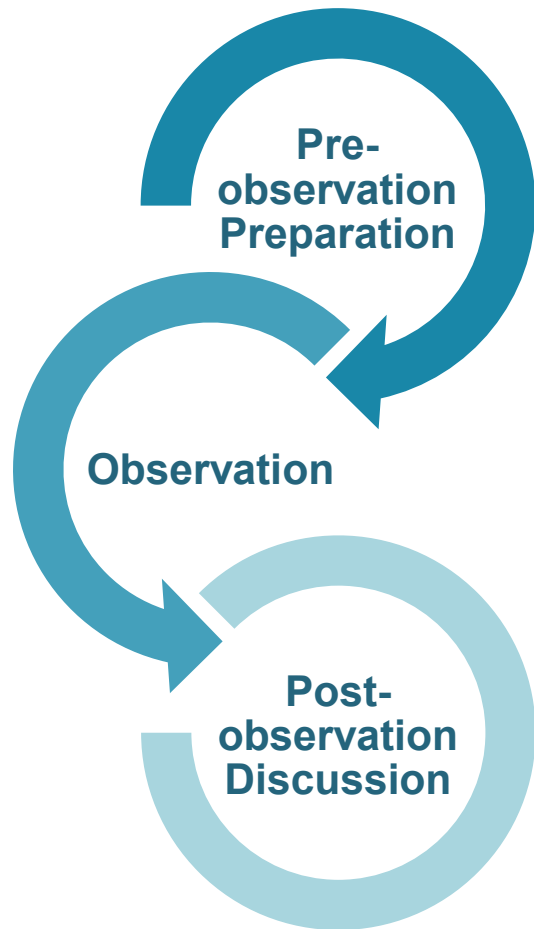 Pre-
observation
Preparation
Observation
Post-
observation
Discussion